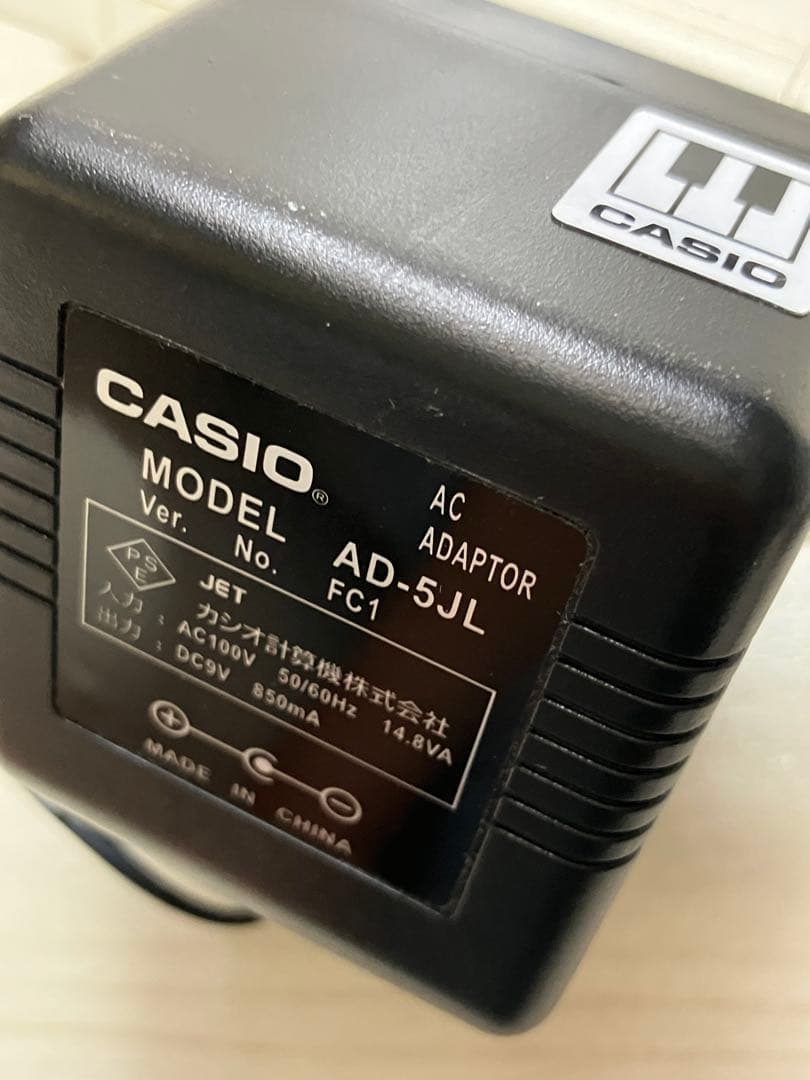 CASIO
CASIO®
AC
ADAPTOR
MODEL AD-5JL
Ver. No. FC1
PSE JET カシオ計算機株式会社
入力 : AC100V 50/60Hz 14.8VA
出力 : DC9V 850mA
MADE IN CHINA